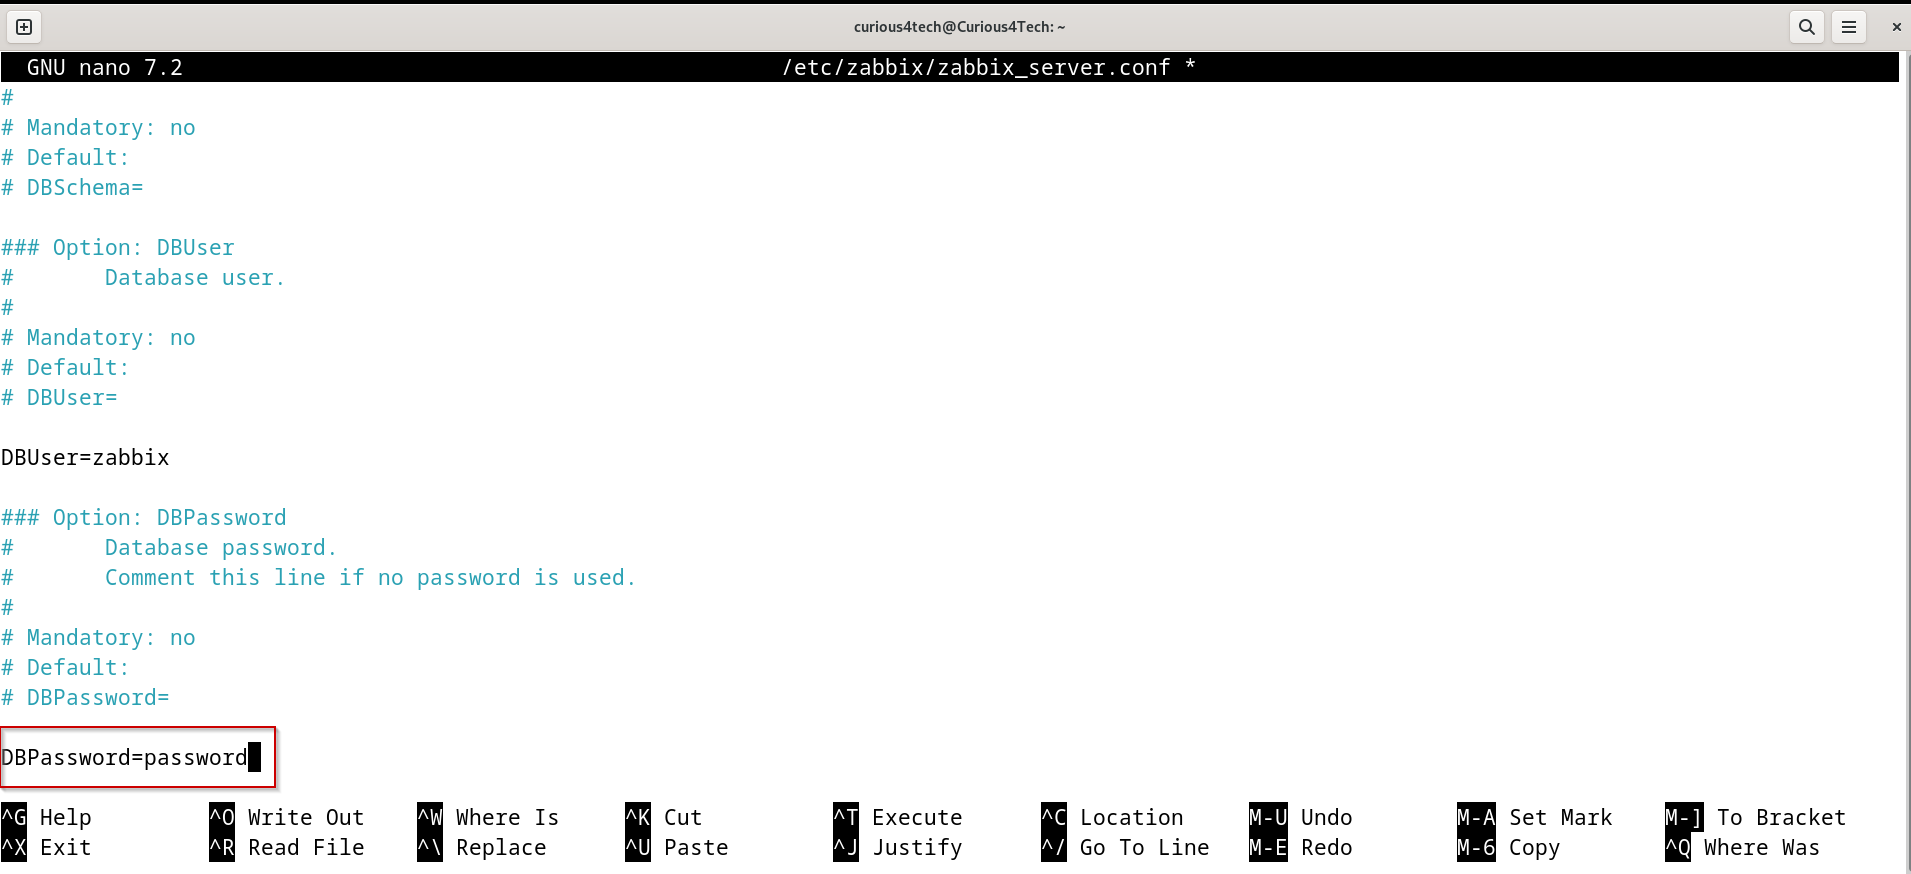 curious4tech@Curious4Tech: ~
GNU nano 7.2 /etc/zabbix/zabbix_server.conf *
#
# Mandatory: no
# Default:
# DBSchema=
### Option: DBUser
# Database user.
#
# Mandatory: no
# Default:
# DBUser=
DBUser=zabbix
### Option: DBPassword
# Database password.
# Comment this line if no password is used.
#
# Mandatory: no
# Default:
# DBPassword=
DBPassword=password
^G Help ^O Write Out ^W Where Is ^K Cut ^T Execute ^C Location M-U Undo M-A Set Mark M-] To Bracket
^X Exit ^R Read File ^\ Replace ^U Paste ^J Justify ^/ Go To Line M-E Redo M-6 Copy ^Q Where Was